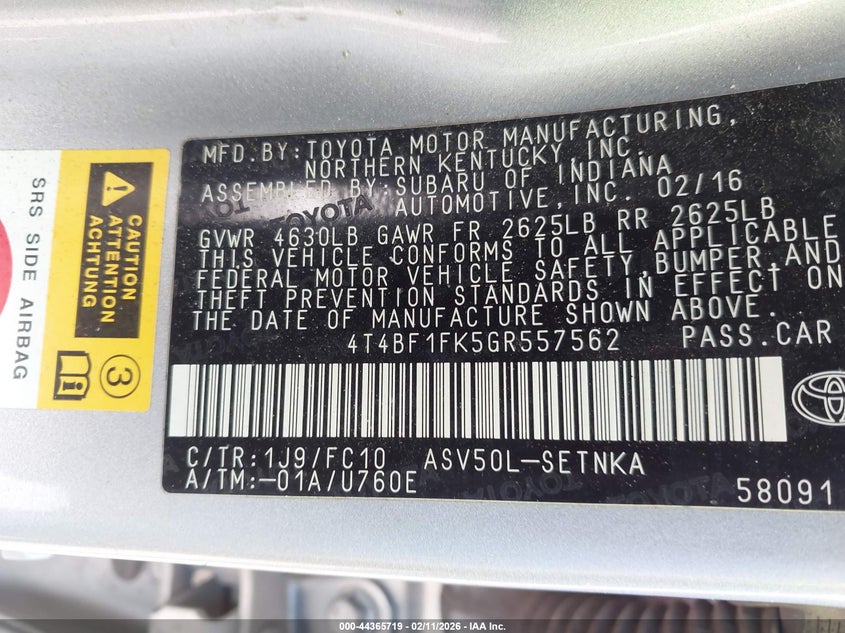 MFD.BY:TOYOTA MOTOR MANUFACTURING,
NORTHERN KENTUCKY,INC.
ASSEMBLED BY:SUBARU OF INDIANA
AUTOMOTIVE,INC. 02/16
GVWR 4630LB GAWR FR 2625LB RR 2625LB
THIS VEHICLE CONFORMS TO ALL APPLICABLE
FEDERAL MOTOR VEHICLE SAFETY,BUMPER,AND
THEFT PREVENTION STANDARDS IN EFFECT ON
THE DATE OF MANUFACTURE SHOWN ABOVE.
4T4BF1FK5GR557562 PASS.CAR
C/TR:1J9/FC10 ASV50L-SETNKA
A/TM:-01A/U760E
58091
CAUTION
ATTENTION
ACHTUNG
SRS SIDE AIRBAG
3
TOYOTA
000-44365719 - 02/11/2026 - IAA Inc.